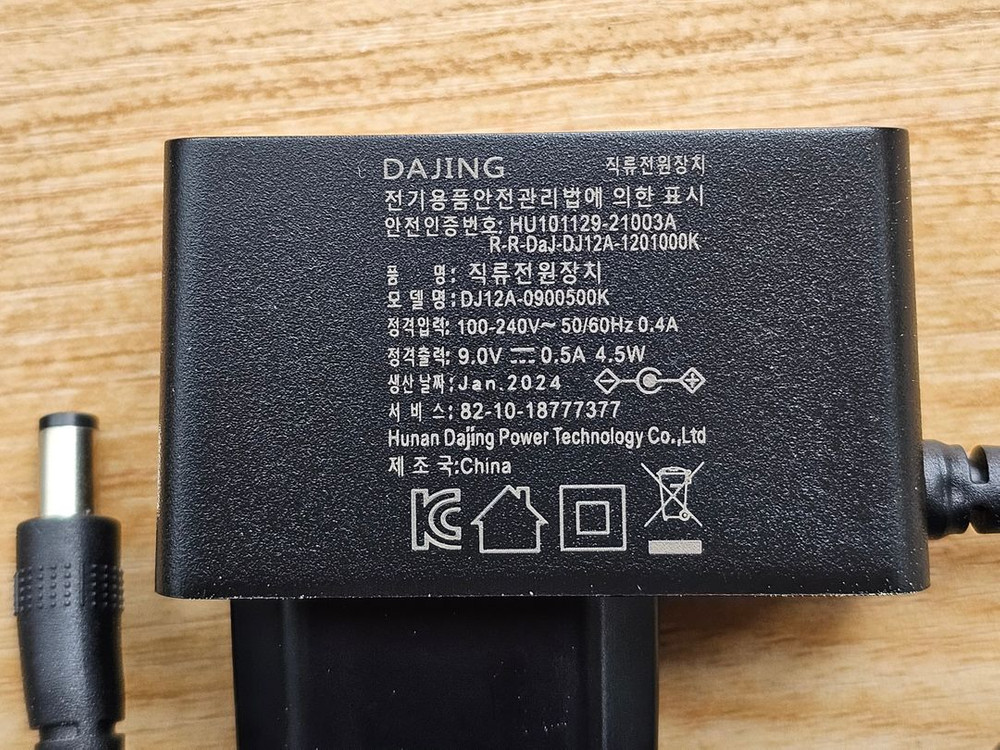 DAJING 직류전원장치
전기용품안전관리법에 의한 표시
안전인증번호: HU101129-21003A
R-R-DaJ-DJ12A-1201000K
품 명: 직류전원장치
모 델 명: DJ12A-0900500K
정격입력: 100-240V~ 50/60Hz 0.4A
정격출력: 9.0V ⎓ 0.5A 4.5W
생산날짜: Jan.2024
서 비 스: 82-10-18777377
Hunan Dajing Power Technology Co.,Ltd
제 조 국:China